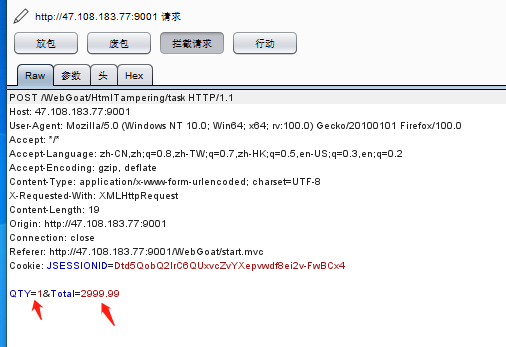 http://47.108.183.77:9001 请求
放包 废包 拦截请求 行动
Raw 参数 头 Hex
POST /WebGoat/HtmlTampering/task HTTP/1.1
Host: 47.108.183.77:9001
User-Agent: Mozilla/5.0 (Windows NT 10.0; Win64; x64; rv:100.0) Gecko/20100101 Firefox/100.0
Accept: */*
Accept-Language: zh-CN,zh;q=0.8,zh-TW;q=0.7,zh-HK;q=0.5,en-US;q=0.3,en;q=0.2
Accept-Encoding: gzip, deflate
Content-Type: application/x-www-form-urlencoded; charset=UTF-8
X-Requested-With: XMLHttpRequest
Content-Length: 19
Origin: http://47.108.183.77:9001
Connection: close
Referer: http://47.108.183.77:9001/WebGoat/start.mvc
Cookie: JSESSIONID=Dtd5QobQ2IrC6QUxvcZvYXepvwdf8ei2v-FwBCx4
QTY=1&Total=2999.99